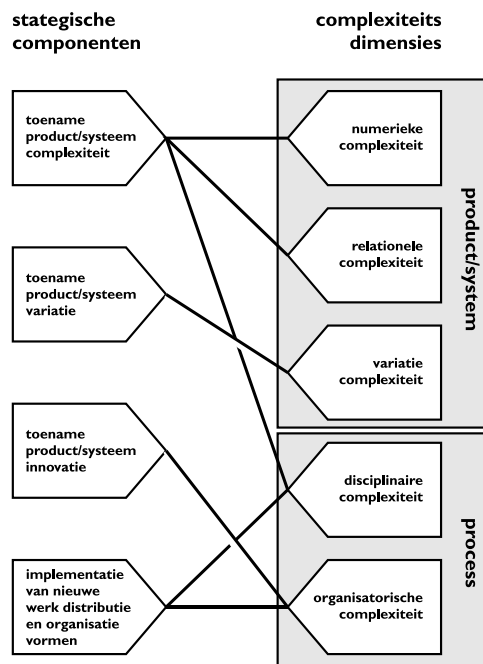 stategische
componenten
complexiteits
dimensies
toename
product/systeem
complexiteit
toename
product/systeem
variatie
toename
product/systeem
innovatie
implementatie
van nieuwe
werk distributie
en organisatie
vormen
numerieke
complexiteit
relationele
complexiteit
variatie
complexiteit
disciplinaire
complexiteit
organisatorische
complexiteit
product/system
process